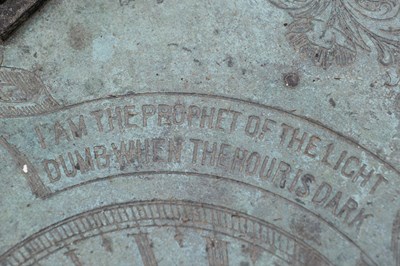 I AM THE PROPHET OF THE LIGHT
DUMB·WHEN THE HOUR IS DARK